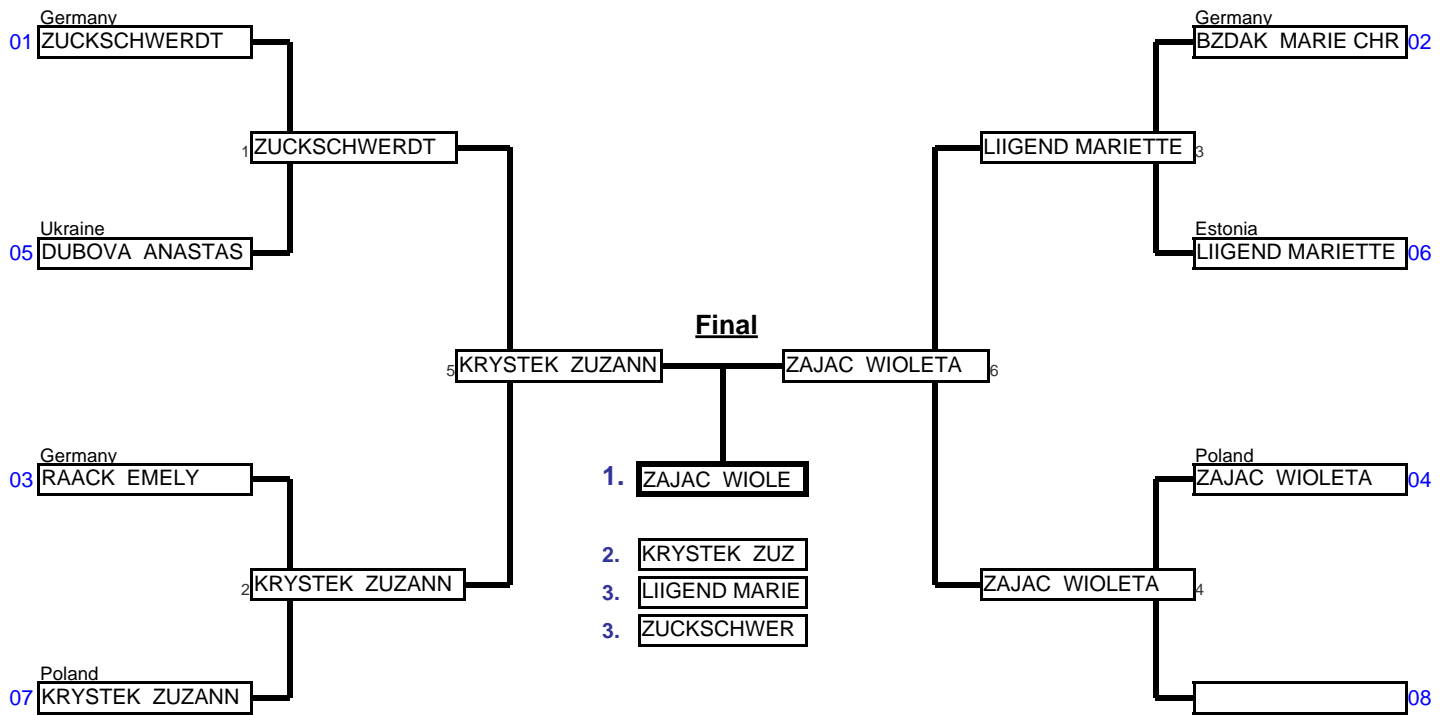 Germany
01 ZUCKSCHWERDT
Germany
BZDAK MARIE CHR 02
1 ZUCKSCHWERDT
LIIGEND MARIETTE 3
Ukraine
05 DUBOVA ANASTAS
Estonia
LIIGEND MARIETTE 06
Final
5 KRYSTEK ZUZANN
ZAJAC WIOLETA 6
Germany
03 RAACK EMELY
1. ZAJAC WIOLE
Poland
ZAJAC WIOLETA 04
2. KRYSTEK ZUZ
3. LIIGEND MARIE
3. ZUCKSCHWER
2 KRYSTEK ZUZANN
ZAJAC WIOLETA 4
Poland
07 KRYSTEK ZUZANN
08